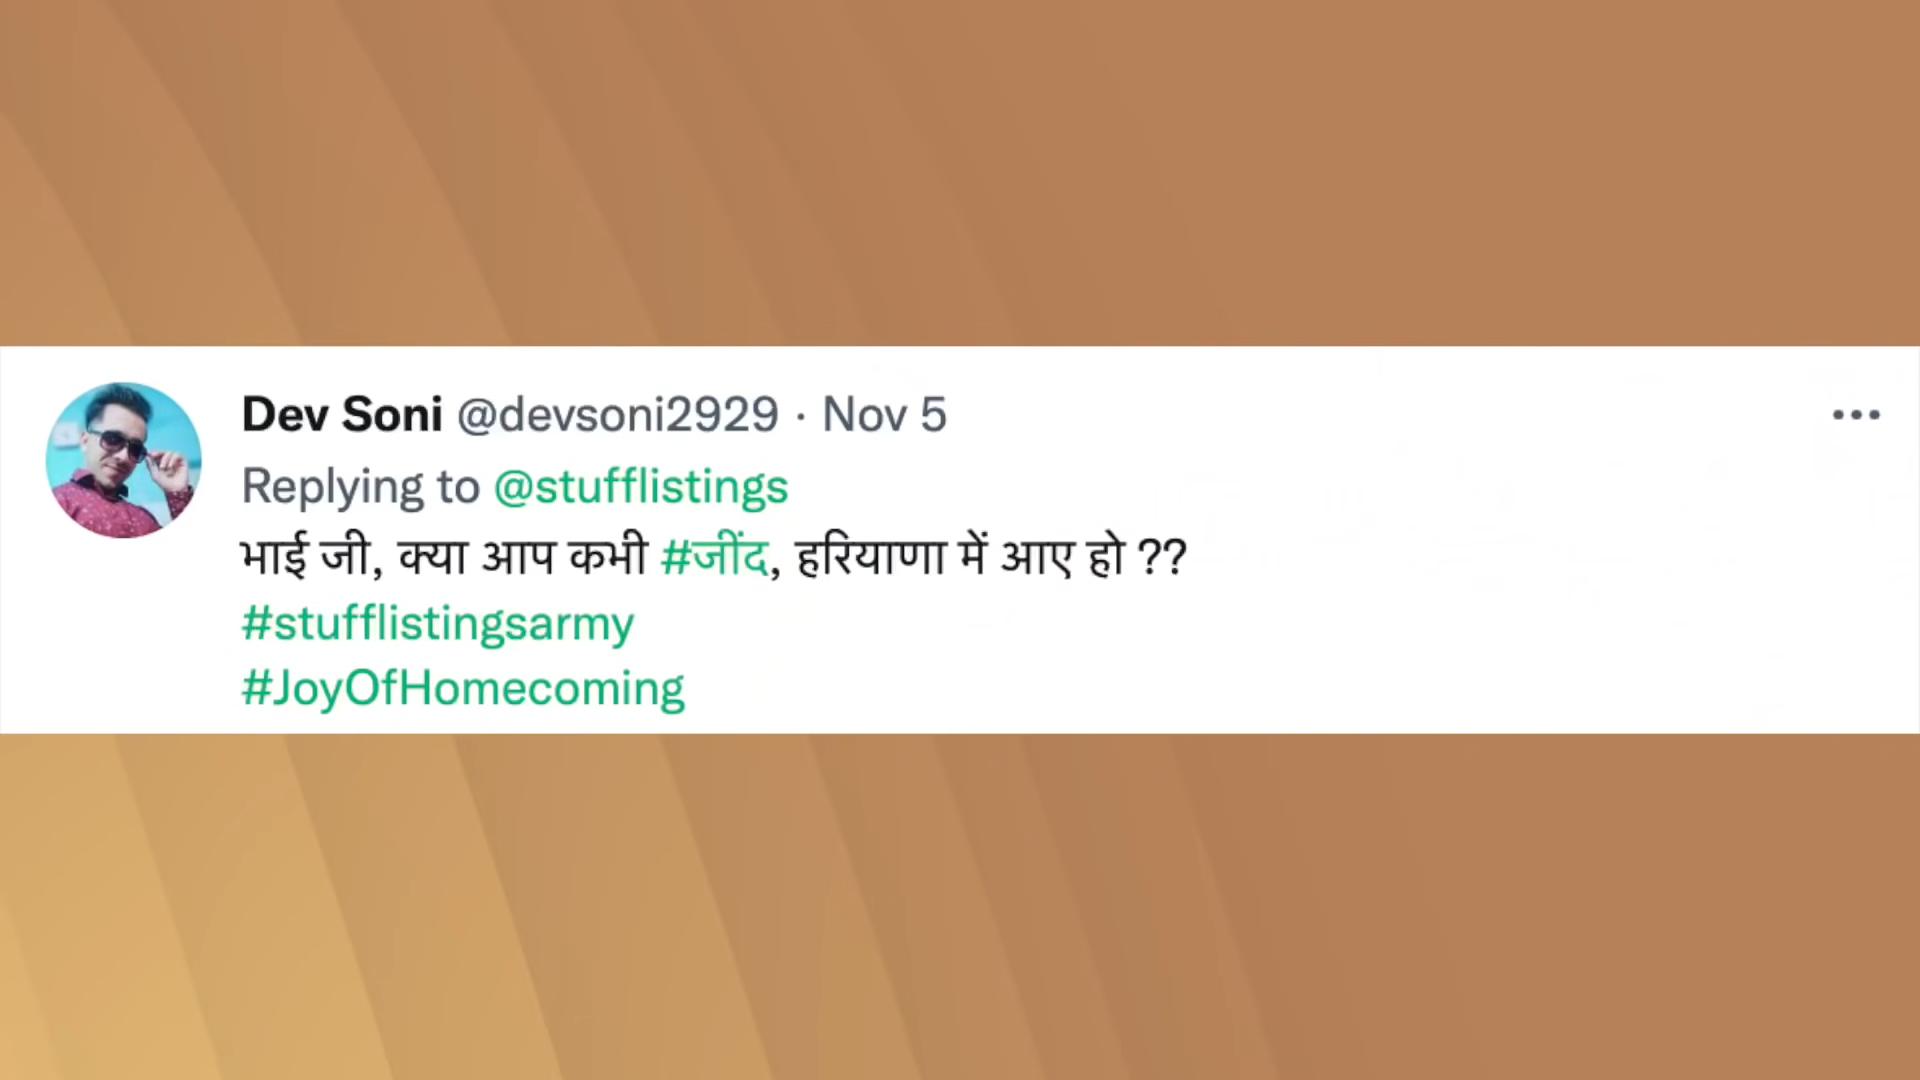 Dev Soni @devsoni2929 · Nov 5
Replying to @stufflistings
भाई जी, क्या आप कभी #जींद, हरियाणा में आए हो ??
#stufflistingsarmy
#JoyOfHomecoming